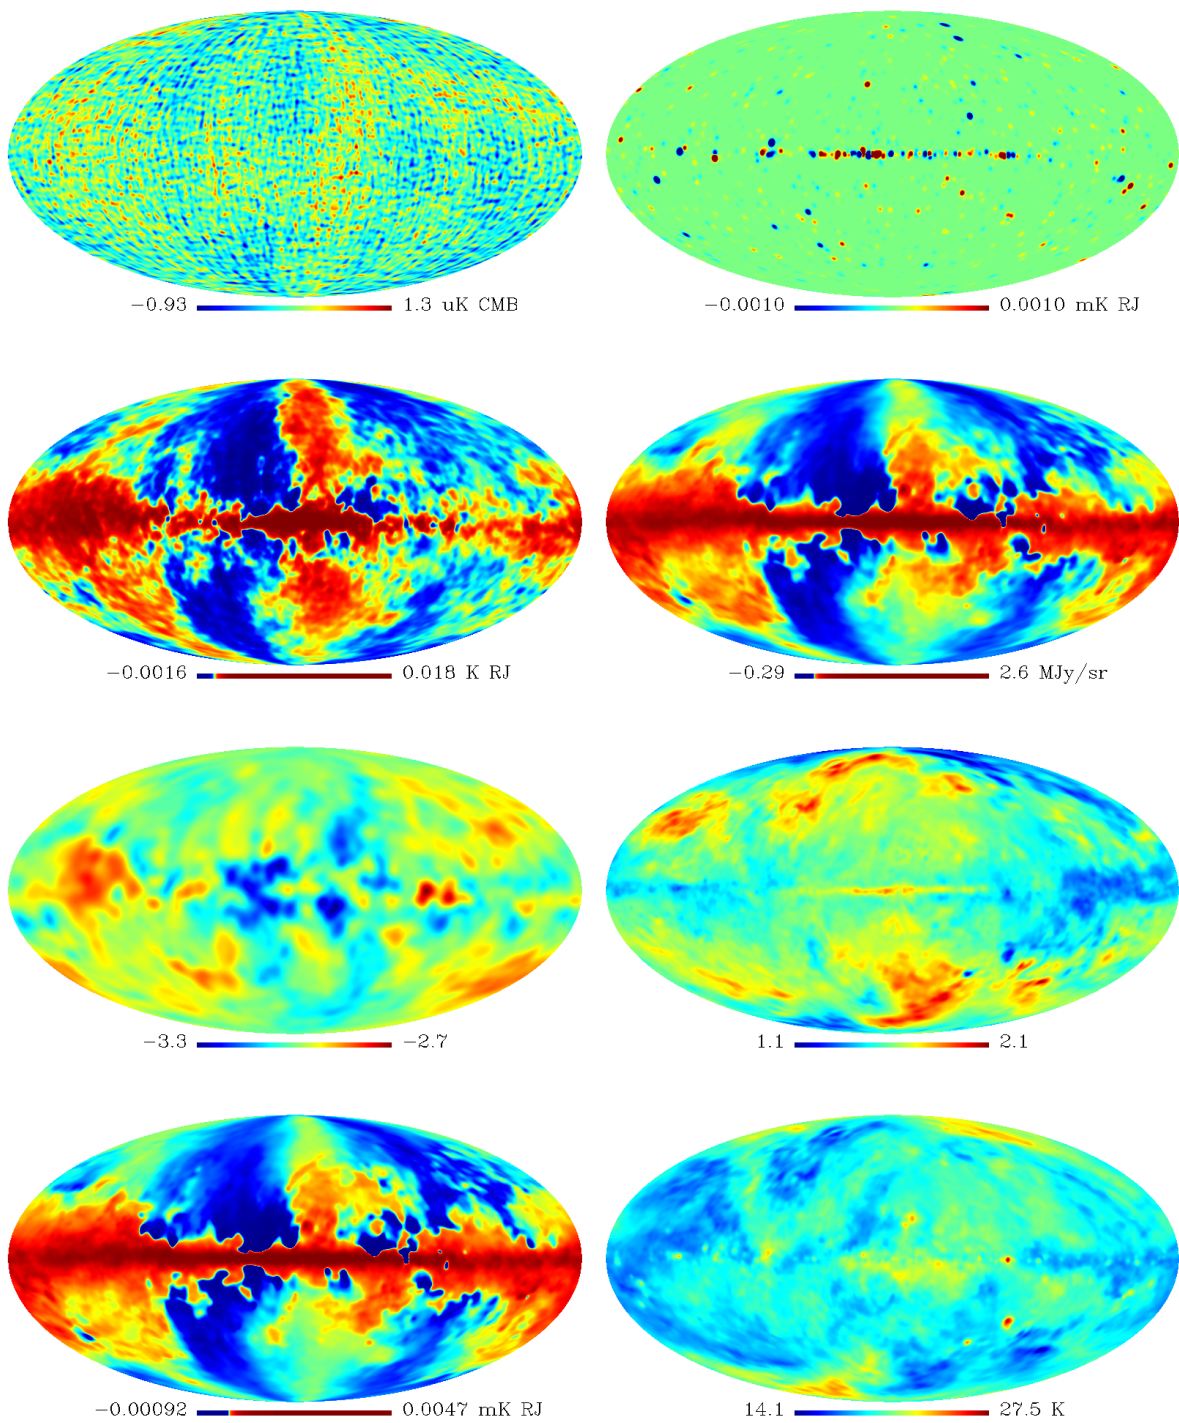 −0.93 1.3 uK CMB
−0.0010 0.0010 mK RJ
−0.0016 0.018 K RJ
−0.29 2.6 MJy/sr
−3.3 −2.7
1.1 2.1
−0.00092 0.0047 mK RJ
14.1 27.5 K